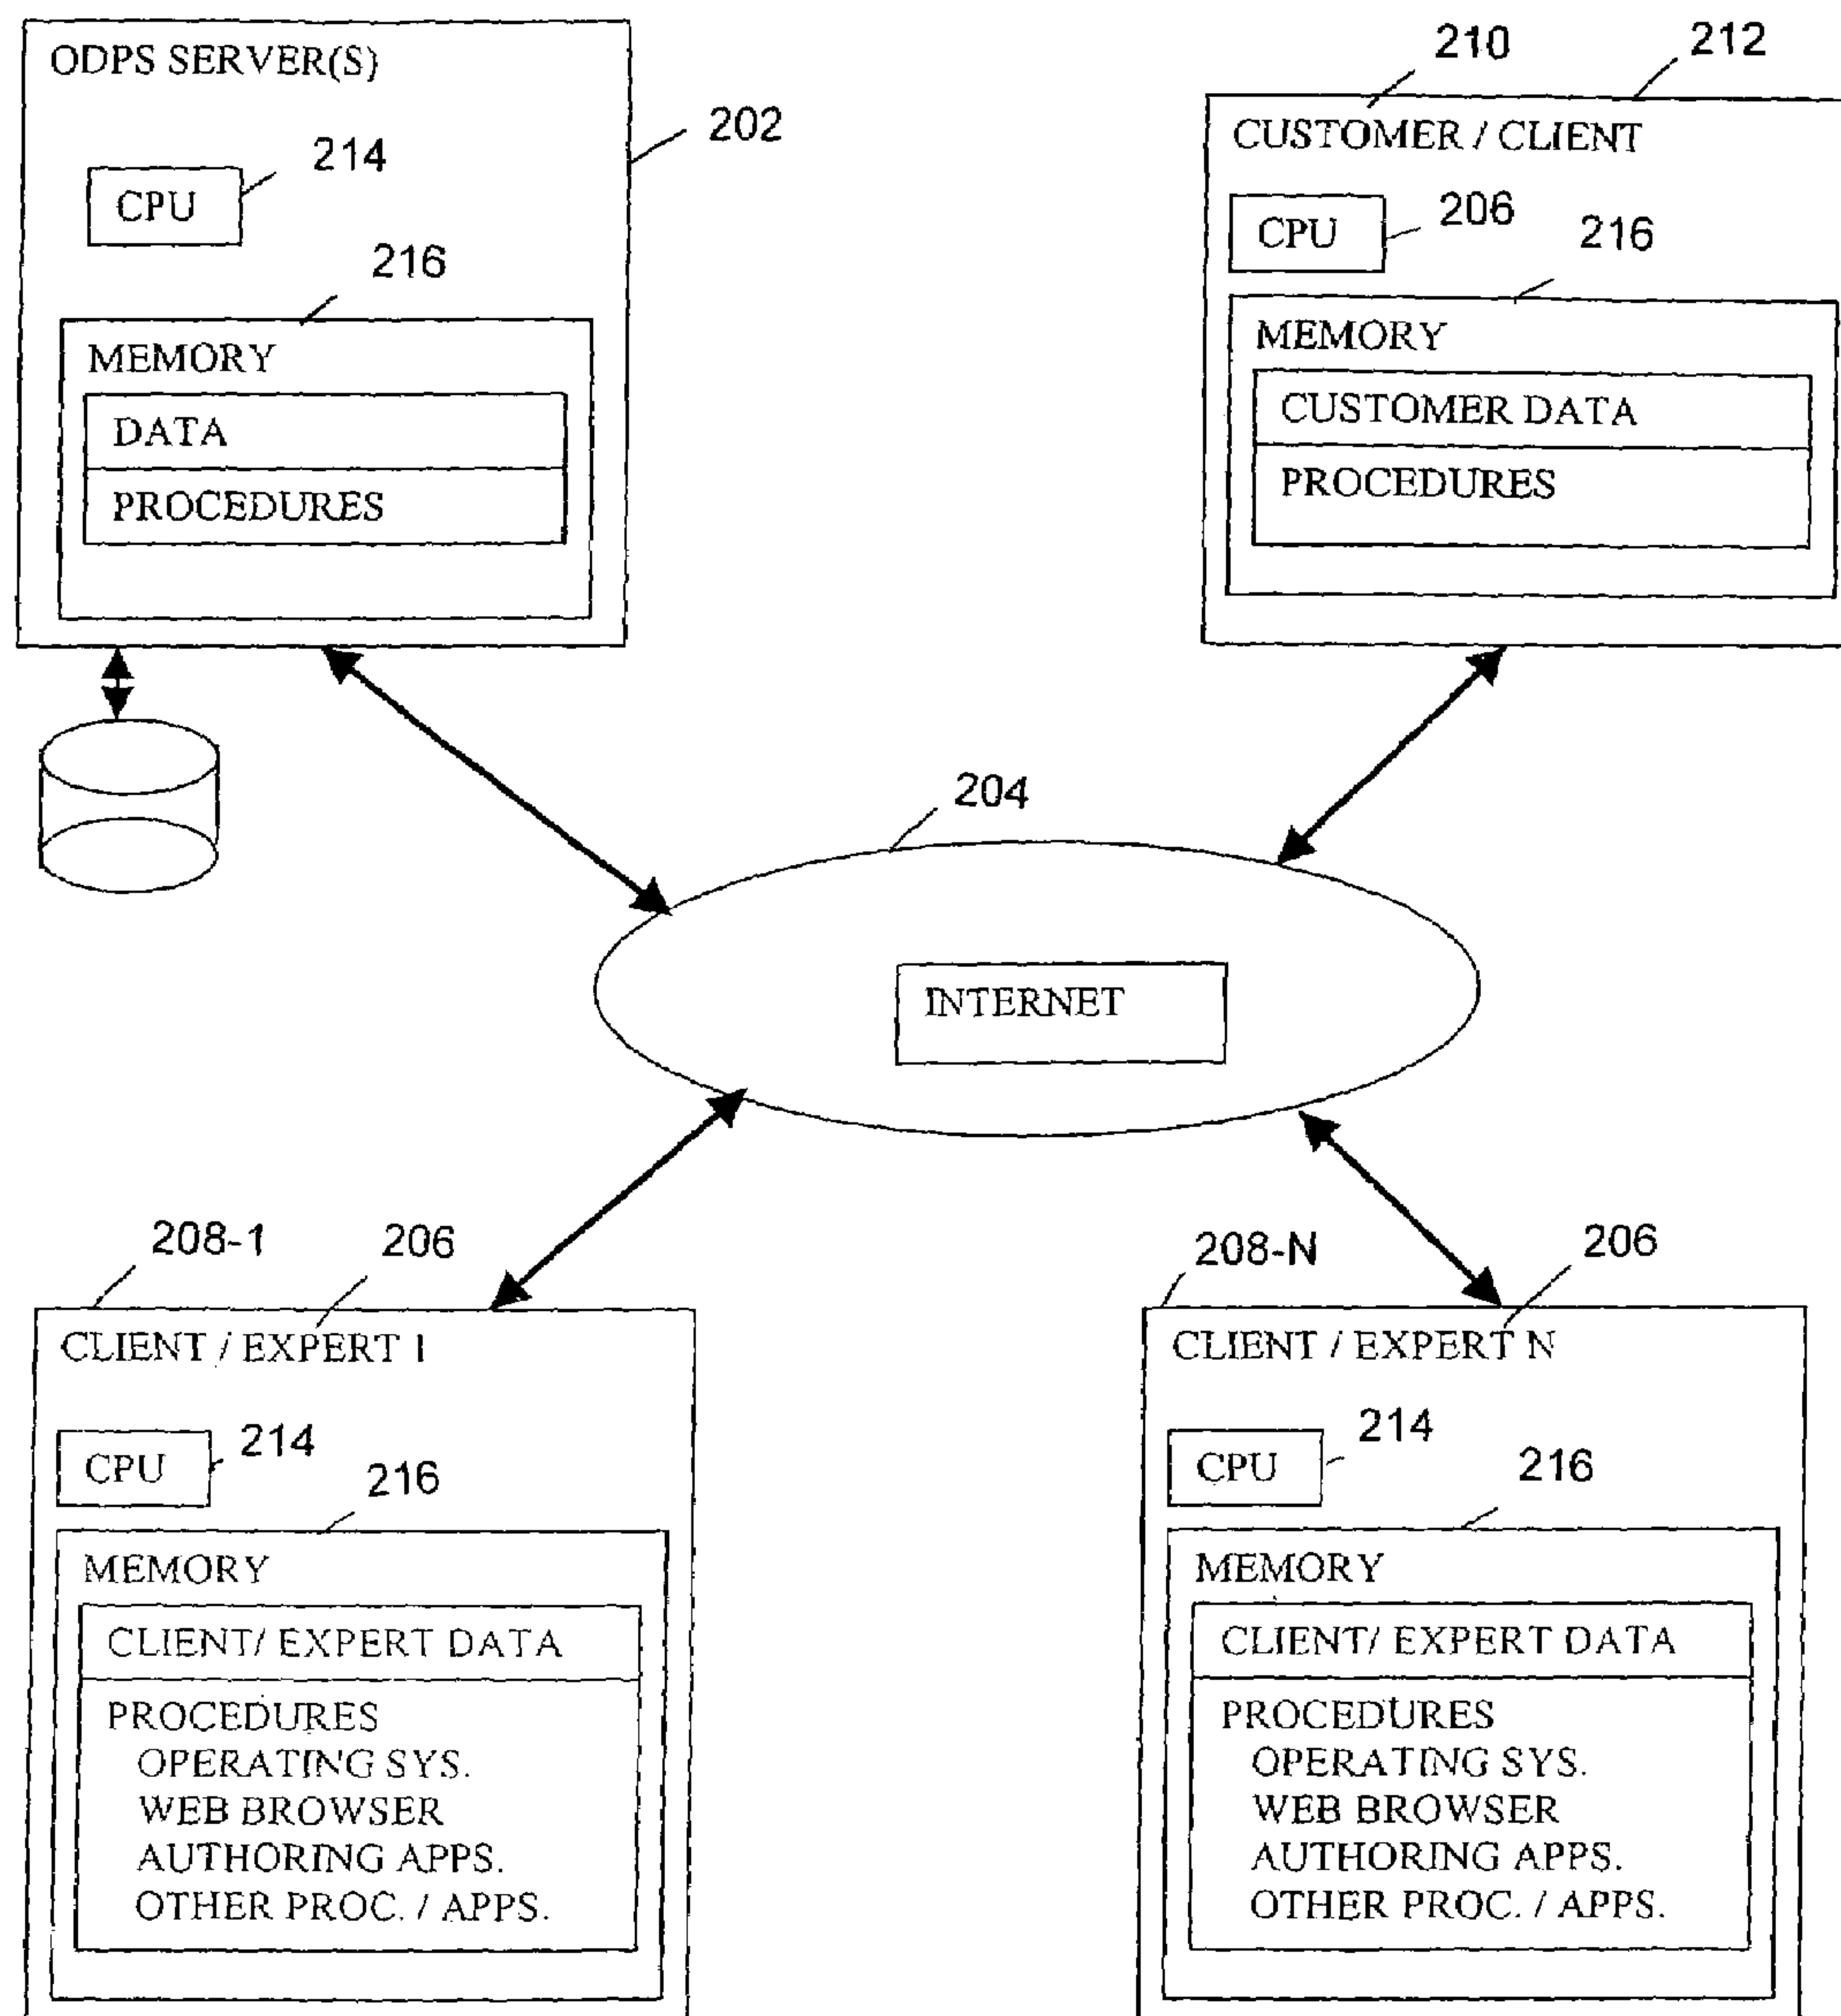 ODPS SERVER(S)
202
CPU
214
216
MEMORY
DATA
PROCEDURES
210
212
CUSTOMER / CLIENT
CPU
206
216
MEMORY
CUSTOMER DATA
PROCEDURES
204
INTERNET
208-1
206
CLIENT / EXPERT 1
CPU
214
216
MEMORY
CLIENT/ EXPERT DATA
PROCEDURES
OPERATING SYS.
WEB BROWSER
AUTHORING APPS.
OTHER PROC. / APPS.
208-N
206
CLIENT / EXPERT N
CPU
214
216
MEMORY
CLIENT/ EXPERT DATA
PROCEDURES
OPERATING SYS.
WEB BROWSER
AUTHORING APPS.
OTHER PROC. / APPS.